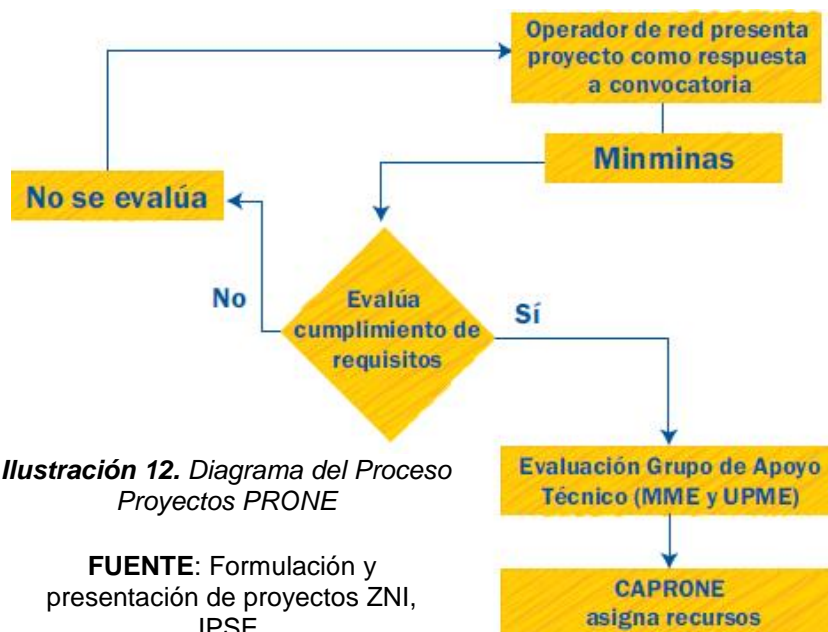 Operador de red presenta
proyecto como respuesta
a convocatoria
Minminas
No se evalúa
No
Evalúa
cumplimiento de
requisitos
Sí
Ilustración 12. Diagrama del Proceso
Proyectos PRONE
FUENTE: Formulación y
presentación de proyectos ZNI,
IPSE
Evaluación Grupo de Apoyo
Técnico (MME y UPME)
CAPRONE
asigna recursos